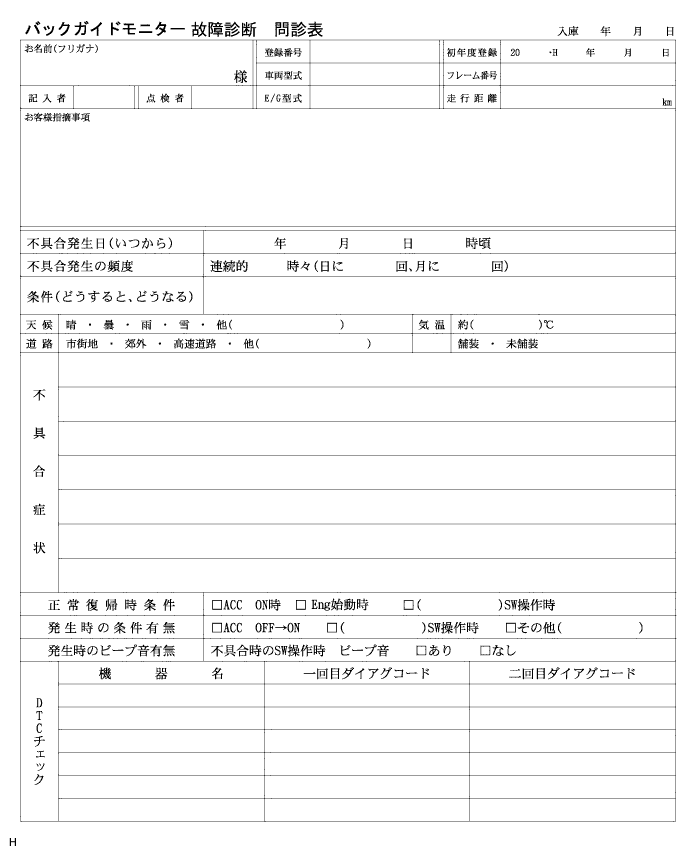 バックガイドモニター 故障診断　問診表　入庫　年　月　日
お名前(フリガナ)　様　登録番号　初年度登録　20　・H　年　月　日
車両型式　フレーム番号
記入者　点検者　E/G型式　走行距離　km
お客様指摘事項
不具合発生日(いつから)　年　月　日　時頃
不具合発生の頻度　連続的　時々(日に　回、月に　回)
条件(どうすると、どうなる)
天候　晴 ・ 曇 ・ 雨 ・ 雪 ・ 他(　)　気温　約(　)℃
道路　市街地 ・ 郊外 ・ 高速道路 ・ 他(　)　舗装 ・ 未舗装
不具合症状
正常復帰時条件　□ACC ON時　□ Eng始動時　□(　)SW操作時
発生時の条件有無　□ACC OFF→ON　□(　)SW操作時　□その他(　)
発生時のビープ音有無　不具合時のSW操作時　ビープ音　□あり　□なし
機器名　一回目ダイアグコード　二回目ダイアグコード
DTCチェック
H